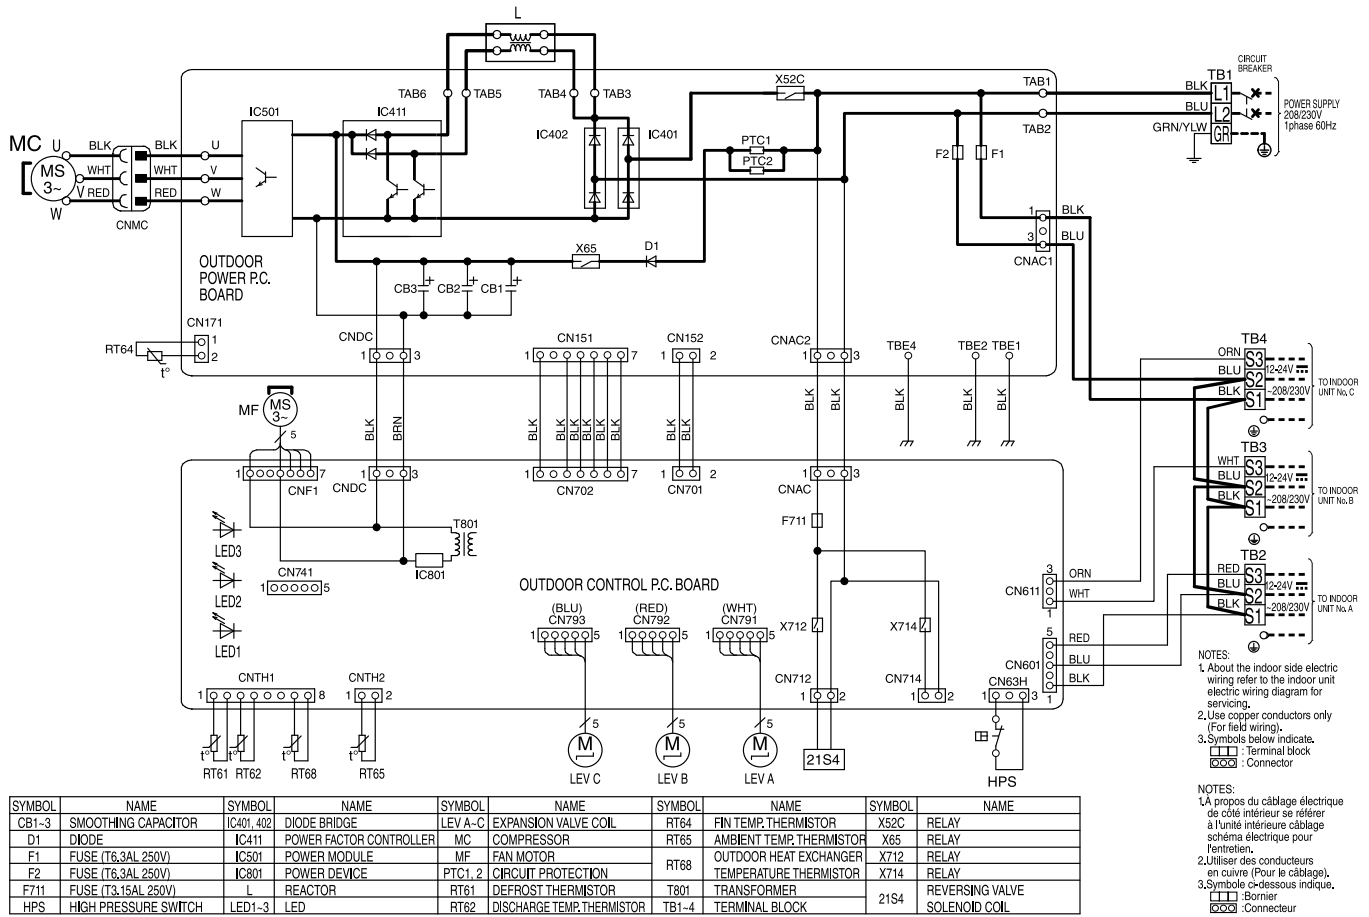 L
CIRCUIT
BREAKER
X52C
TAB1
TB1
BLK
L1
TAB6
TAB5
TAB4
TAB3
IC501
IC411
BLU
L2
POWER SUPPLY
208/230V
1phase 60Hz
TAB2
GRN/YLW
GR
IC402
IC401
PTC1
PTC2
F2
F1
MC
U
BLK
BLK
U
MS
3~
WHT
WHT
V
V
RED
RED
W
W
CNMC
1
BLK
3
BLU
CNAC1
OUTDOOR
POWER P.C.
BOARD
X65
D1
CB3
+
CB2
+
CB1
+
CN171
1
2
RT64
t°
CNDC
1
3
CN151
1
7
CN152
1
2
CNAC2
1
3
TBE4
TBE2
TBE1
TB4
ORN
S3
12-24V
BLU
S2
BLK
S1
~208/230V
TO INDOOR
UNIT No. C
MF
MS
3~
5
BLK
BRN
BLK
BLK
BLK
BLK
BLK
BLK
BLK
BLK
BLK
BLK
BLK
BLK
BLK
TB3
WHT
S3
12-24V
BLU
S2
BLK
S1
~208/230V
TO INDOOR
UNIT No. B
1
7
CNF1
1
3
CNDC
1
7
CN702
1
2
CN701
1
3
CNAC
LED3
T801
IC801
F711
CN741
1
5
LED2
LED1
OUTDOOR CONTROL P.C. BOARD
(BLU)
CN793
1
5
(RED)
CN792
1
5
(WHT)
CN791
1
5
X712
X714
3
ORN
CN611
WHT
1
TB2
RED
S3
12-24V
BLU
S2
BLK
S1
~208/230V
TO INDOOR
UNIT No. A
5
RED
CN601
BLU
BLK
1
CNTH1
1
8
CNTH2
1
2
CN712
1
2
CN714
1
2
CN63H
1
3
t°
RT61
t°
RT62
t°
RT68
t°
RT65
5
M
LEV C
5
M
LEV B
5
M
LEV A
21S4
HPS
NOTES:
1. About the indoor side electric
wiring refer to the indoor unit
electric wiring diagram for
servicing.
2.Use copper conductors only
(For field wiring).
3.Symbols below indicate.
: Terminal block
: Connector
NOTES:
1.À propos du câblage électrique
de côté intérieur se référer
à l'unité intérieure câblage
schéma électrique pour
l'entretien.
2.Utiliser des conducteurs
en cuivre (Pour le câblage).
3.Symbole ci-dessous indique.
:Bornier
:Connecteur
SYMBOL NAME SYMBOL NAME SYMBOL NAME SYMBOL NAME SYMBOL NAME
CB1~3 SMOOTHING CAPACITOR IC401, 402 DIODE BRIDGE LEV A~C EXPANSION VALVE COIL RT64 FIN TEMP. THERMISTOR X52C RELAY
D1 DIODE IC411 POWER FACTOR CONTROLLER MC COMPRESSOR RT65 AMBIENT TEMP. THERMISTOR X65 RELAY
F1 FUSE (T6.3AL 250V) IC501 POWER MODULE MF FAN MOTOR RT68 OUTDOOR HEAT EXCHANGER X712 RELAY
F2 FUSE (T6.3AL 250V) IC801 POWER DEVICE PTC1, 2 CIRCUIT PROTECTION TEMPERATURE THERMISTOR X714 RELAY
F711 FUSE (T3.15AL 250V) L REACTOR RT61 DEFROST THERMISTOR T801 TRANSFORMER 21S4 REVERSING VALVE
HPS HIGH PRESSURE SWITCH LED1~3 LED RT62 DISCHARGE TEMP. THERMISTOR TB1~4 TERMINAL BLOCK SOLENOID COIL